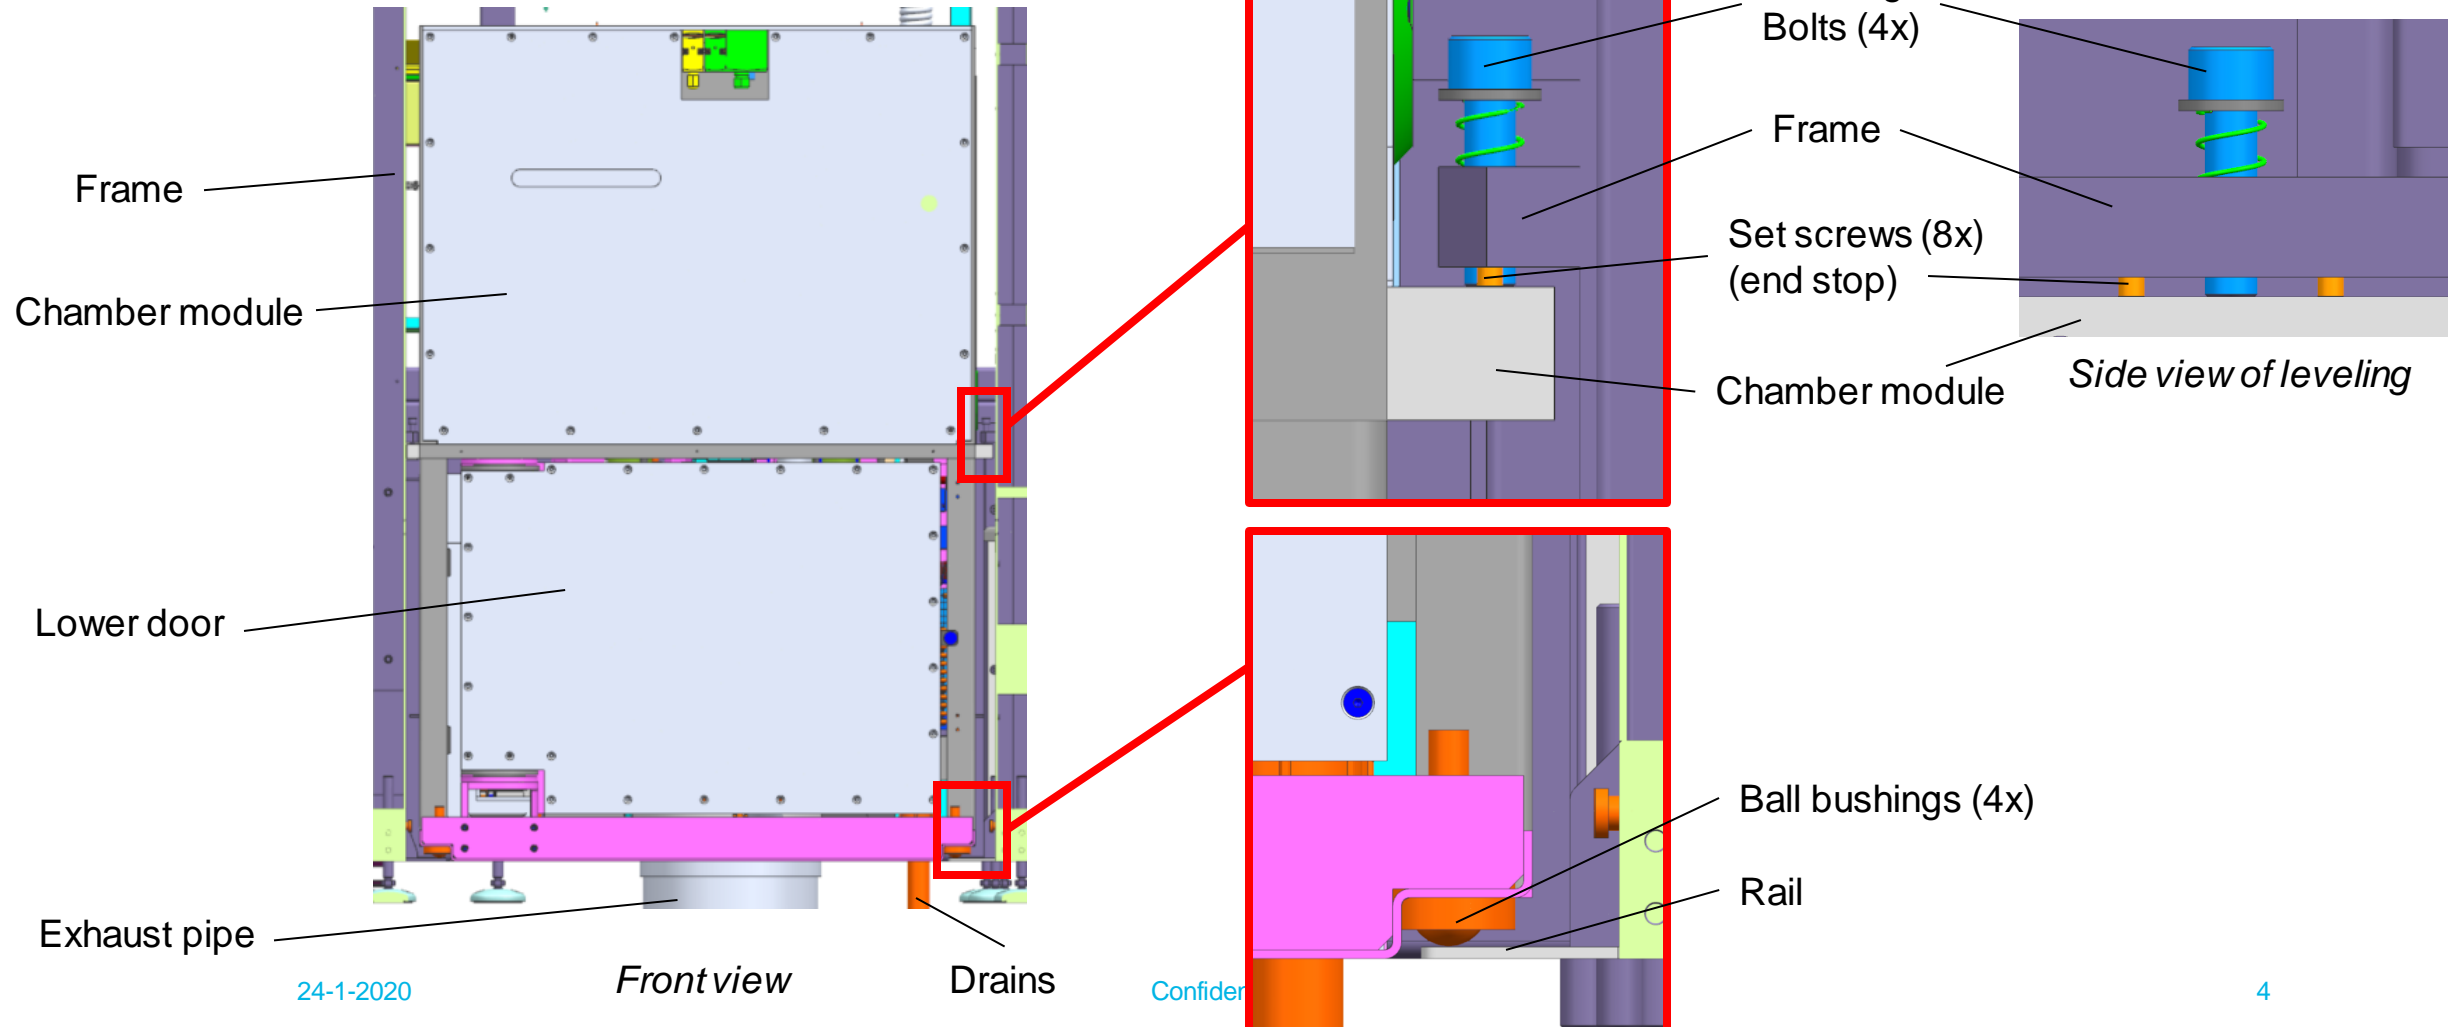 Bolts (4x)
Frame
Frame
Set screws (8x)
(end stop)
Chamber module
Side view of leveling
Chamber module
Lower door
Ball bushings (4x)
Rail
Exhaust pipe
Front view
Drains
24-1-2020
4